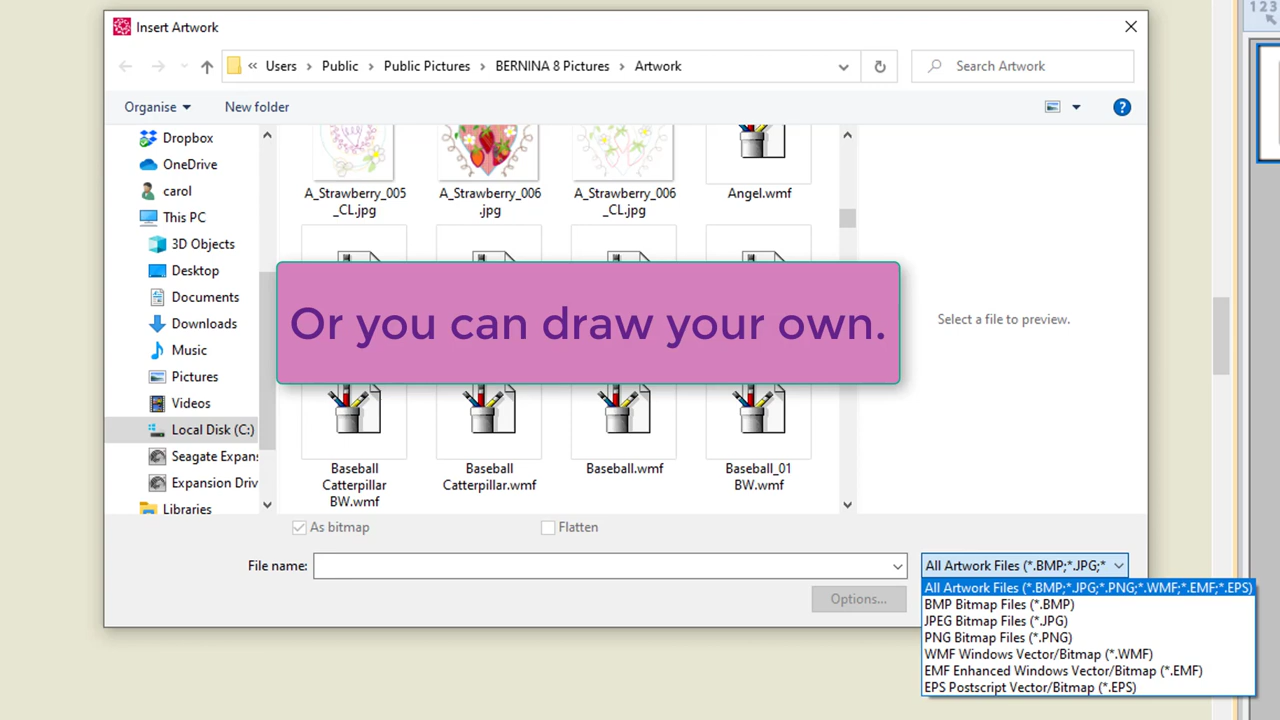 Insert Artwork
123
« Users > Public > Public Pictures > BERNINA 8 Pictures > Artwork
Search Artwork
Organise
New folder
Dropbox
OneDrive
carol
This PC
3D Objects
Desktop
Documents
Downloads
Music
Pictures
Videos
Local Disk (C:)
Seagate Expans
Expansion Driv
Libraries
A_Strawberry_005
_CL.jpg
A_Strawberry_006
.jpg
A_Strawberry_006
_CL.jpg
Angel.wmf
Or you can draw your own.
Baseball
Catterpillar
BW.wmf
Baseball
Catterpillar.wmf
Baseball.wmf
Baseball_01
BW.wmf
Select a file to preview.
As bitmap
Flatten
File name:
All Artwork Files (*.BMP;*.JPG;*
Options...
All Artwork Files (*.BMP;*.JPG;*.PNG;*.WMF;*.EMF;*.EPS)
BMP Bitmap Files (*.BMP)
JPEG Bitmap Files (*.JPG)
PNG Bitmap Files (*.PNG)
WMF Windows Vector/Bitmap (*.WMF)
EMF Enhanced Windows Vector/Bitmap (*.EMF)
EPS Postscript Vector/Bitmap (*.EPS)